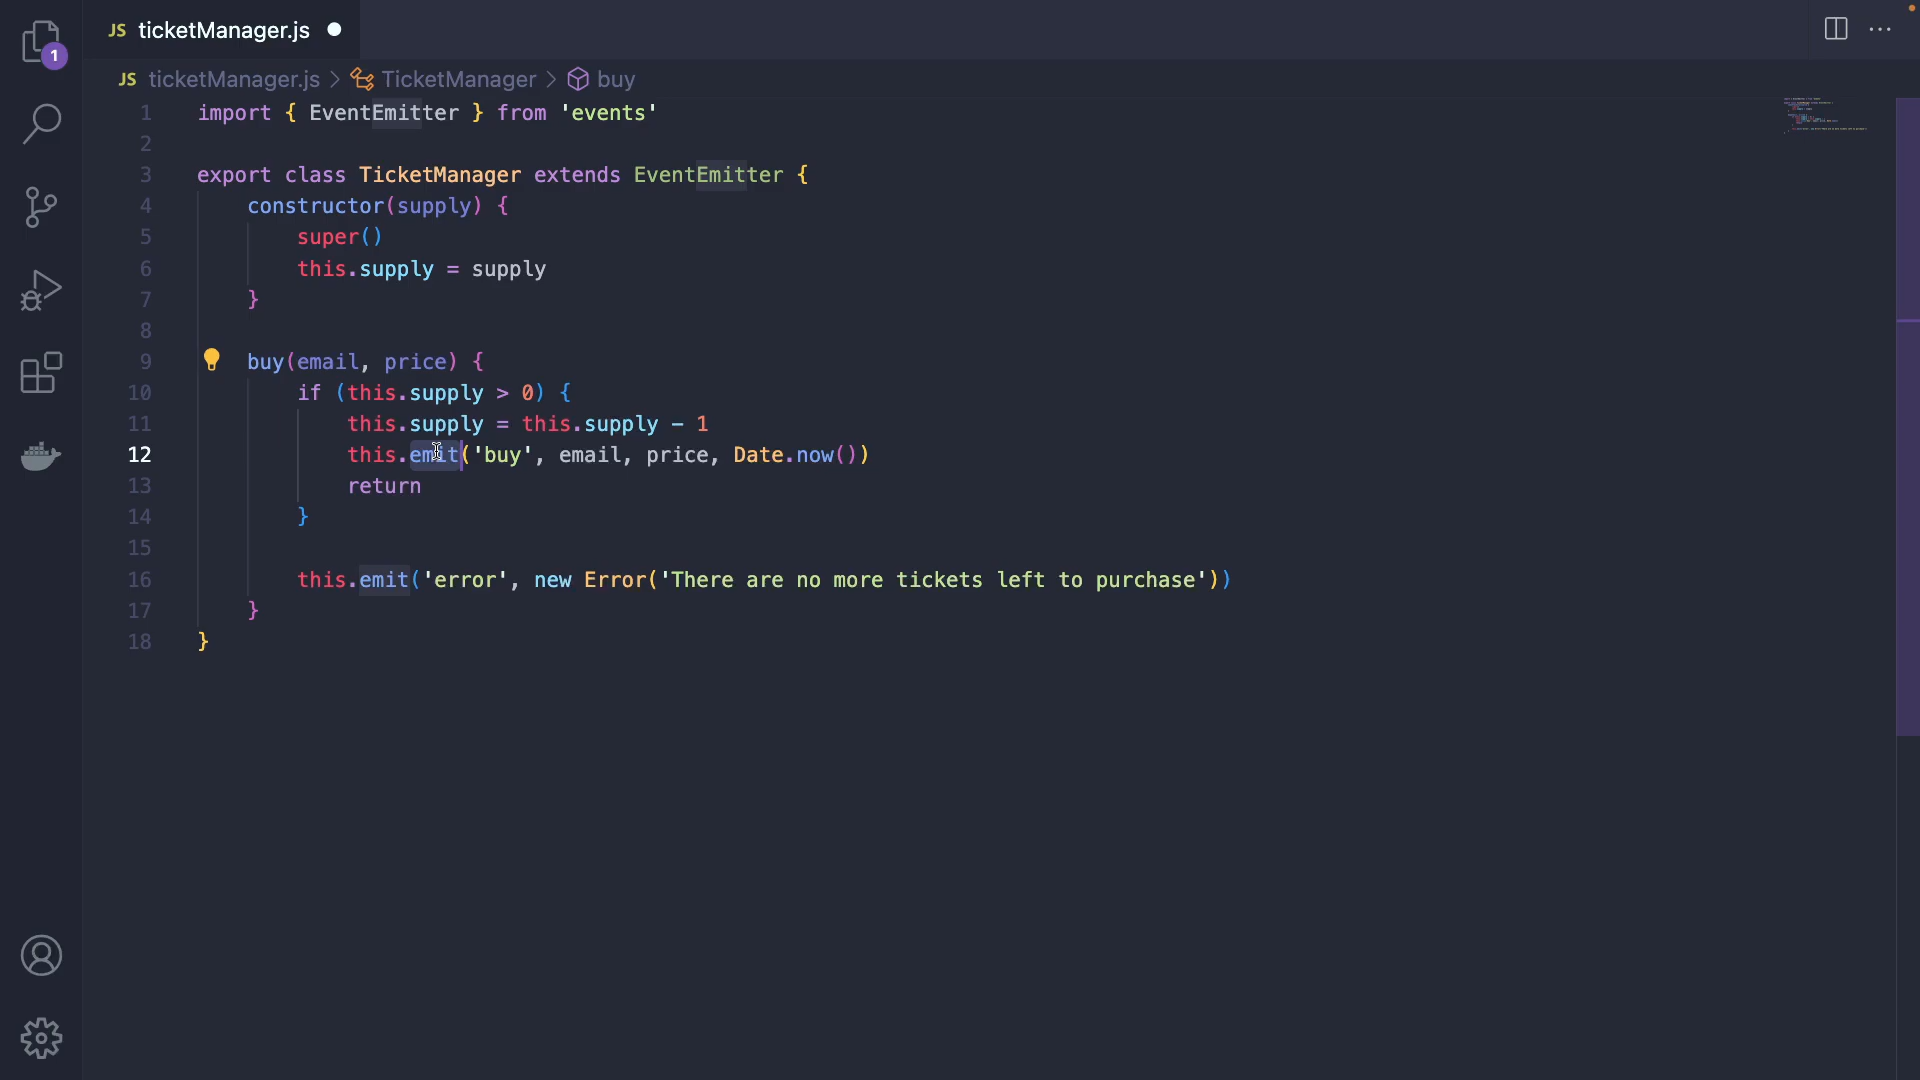 JS ticketManager.js
1
JS ticketManager.js > TicketManager > buy
1 import { EventEmitter } from 'events'
2
3 export class TicketManager extends EventEmitter {
4 constructor(supply) {
5 super()
6 this.supply = supply
7 }
8
9 buy(email, price) {
10 if (this.supply > 0) {
11 this.supply = this.supply - 1
12 this.emit('buy', email, price, Date.now())
13 return
14 }
15
16 this.emit('error', new Error('There are no more tickets left to purchase'))
17 }
18 }